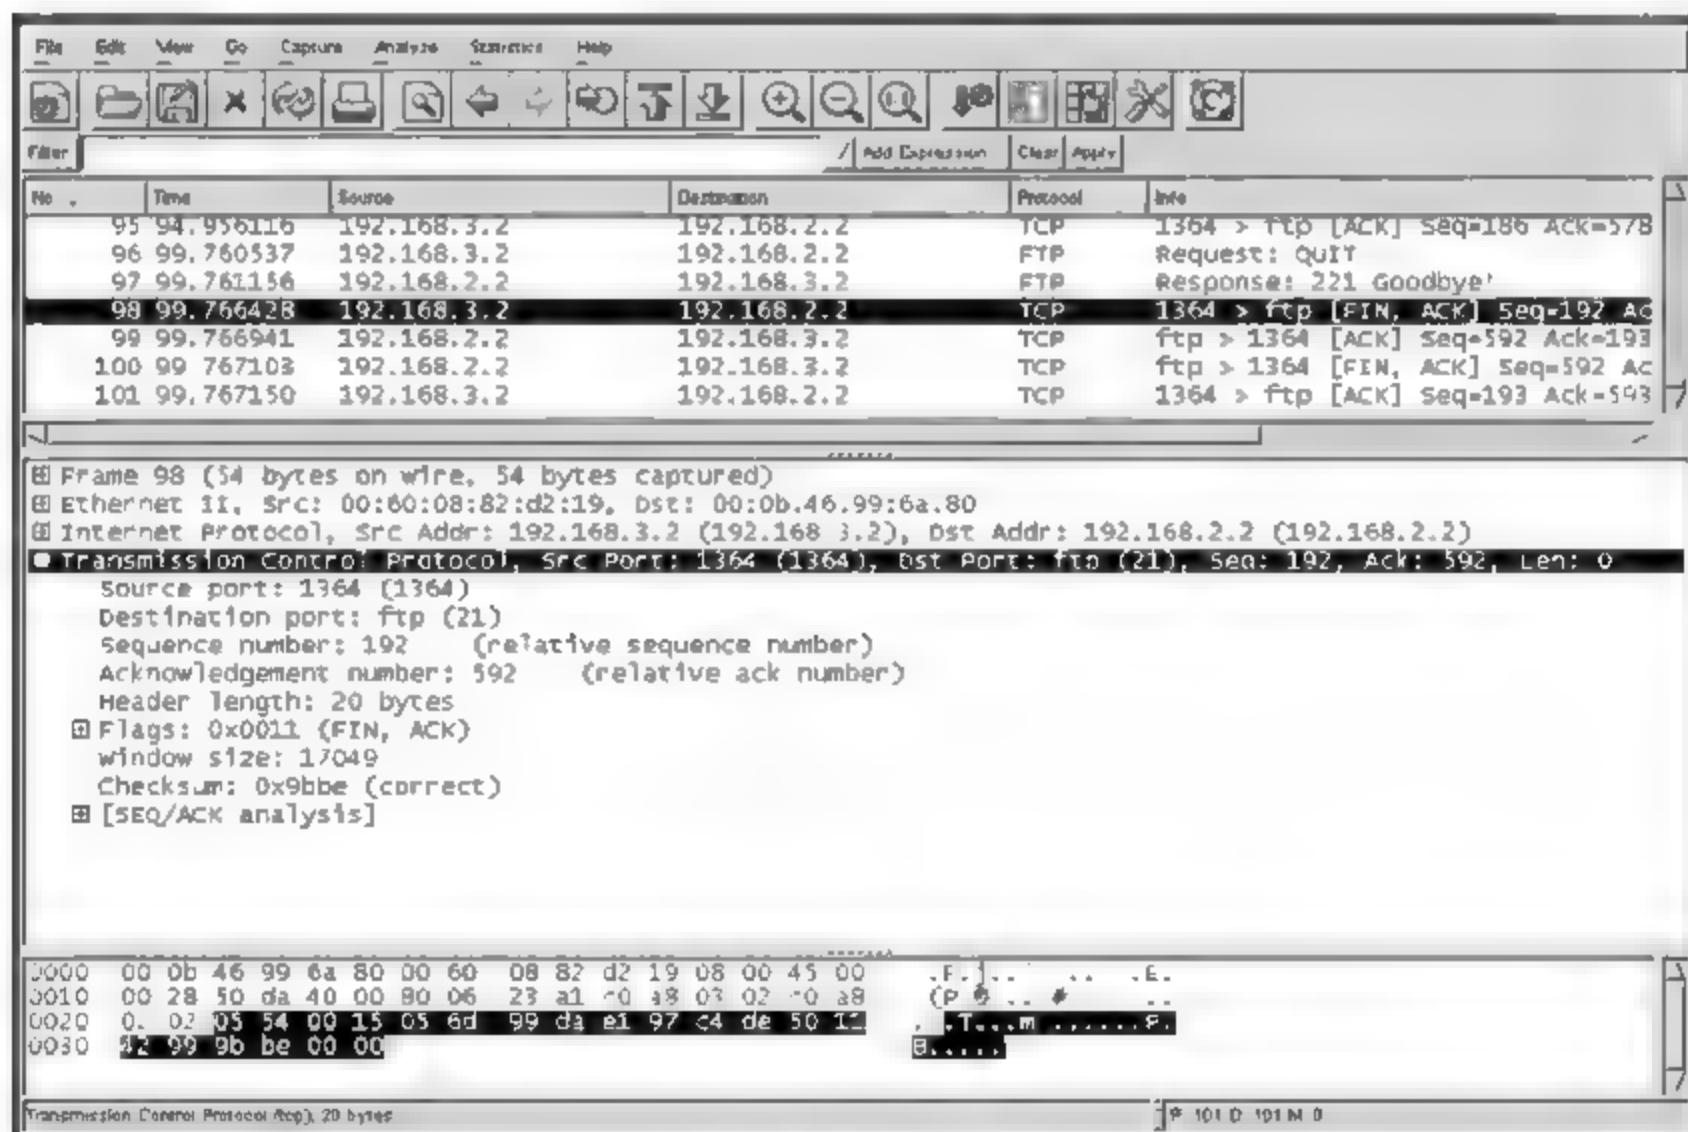 File Edit View Go Capture Analyze Statistics Help
Filter Add Expression Clear Apply
No . Time Source Destination Protocol Info
95 94.956116 192.168.3.2 192.168.2.2 TCP 1364 > ftp [ACK] Seq=186 Ack=578
96 99.760537 192.168.3.2 192.168.2.2 FTP Request: QUIT
97 99.761156 192.168.2.2 192.168.3.2 FTP Response: 221 Goodbye!
98 99.766428 192.168.3.2 192.168.2.2 TCP 1364 > ftp [FIN, ACK] Seq=192 Ac
99 99.766941 192.168.2.2 192.168.3.2 TCP ftp > 1364 [ACK] Seq=592 Ack=193
100 99.767103 192.168.2.2 192.168.3.2 TCP ftp > 1364 [FIN, ACK] Seq=592 Ac
101 99.767150 192.168.3.2 192.168.2.2 TCP 1364 > ftp [ACK] Seq=193 Ack=593
Frame 98 (54 bytes on wire, 54 bytes captured)
Ethernet II, Src: 00:60:08:82:d2:19, Dst: 00:0b:46:99:6a:80
Internet Protocol, Src Addr: 192.168.3.2 (192.168.3.2), Dst Addr: 192.168.2.2 (192.168.2.2)
Transmission Control Protocol, Src Port: 1364 (1364), Dst Port: ftp (21), Seq: 192, Ack: 592, Len: 0
Source port: 1364 (1364)
Destination port: ftp (21)
Sequence number: 192 (relative sequence number)
Acknowledgement number: 592 (relative ack number)
Header length: 20 bytes
Flags: 0x0011 (FIN, ACK)
Window size: 17049
Checksum: 0x9bbe (correct)
[SEQ/ACK analysis]
0000 00 0b 46 99 6a 80 00 60 08 82 d2 19 08 00 45 00 ..F.j..` ......E.
0010 00 28 50 da 40 00 80 06 23 a1 c0 a8 03 02 c0 a8 .(P.@... #.......
0020 02 05 54 00 15 05 6d 99 da e1 97 c4 de 50 11
0030 42 99 9b be 00 00 B.....
Transmission Control Protocol (tcp), 20 bytes P: 101 D: 101 M: 0